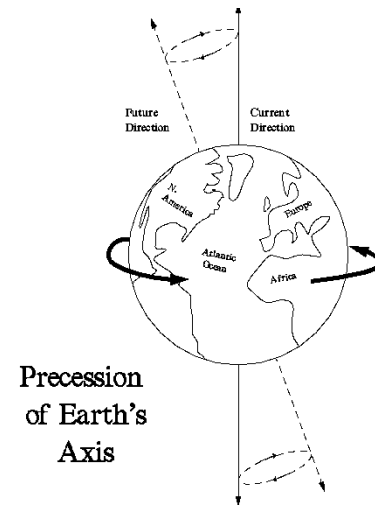 Future
Direction
Current
Direction
N.
America
Europe
Atlantic
Ocean
Africa
Precession
of Earth's
Axis